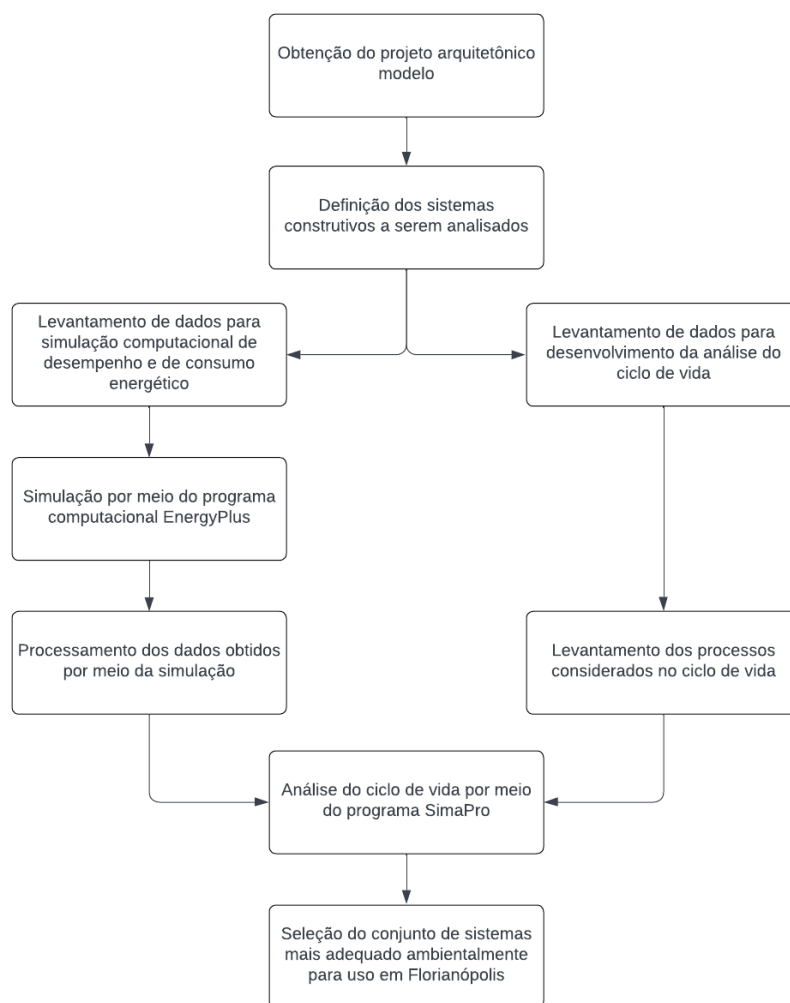 Obtenção do projeto arquitetônico
modelo
Definição dos sistemas
construtivos a serem analisados
Levantamento de dados para
simulação computacional de
desempenho e de consumo
energético
Levantamento de dados para
desenvolvimento da análise do
ciclo de vida
Simulação por meio do programa
computacional EnergyPlus
Processamento dos dados obtidos
por meio da simulação
Levantamento dos processos
considerados no ciclo de vida
Análise do ciclo de vida por meio
do programa SimaPro
Seleção do conjunto de sistemas
mais adequado ambientalmente
para uso em Florianópolis